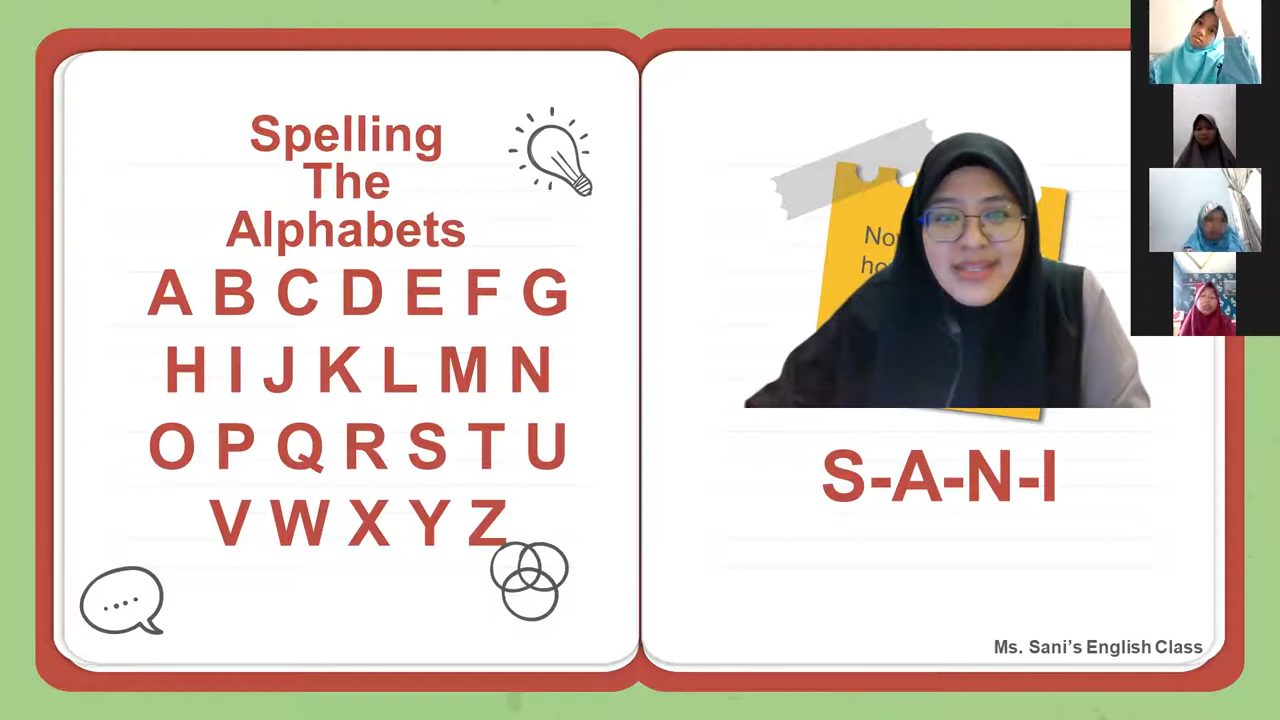 Spelling
The
Alphabets
A B C D E F G
H I J K L M N
O P Q R S T U
V W X Y Z
S-A-N-I
Ms. Sani's English Class